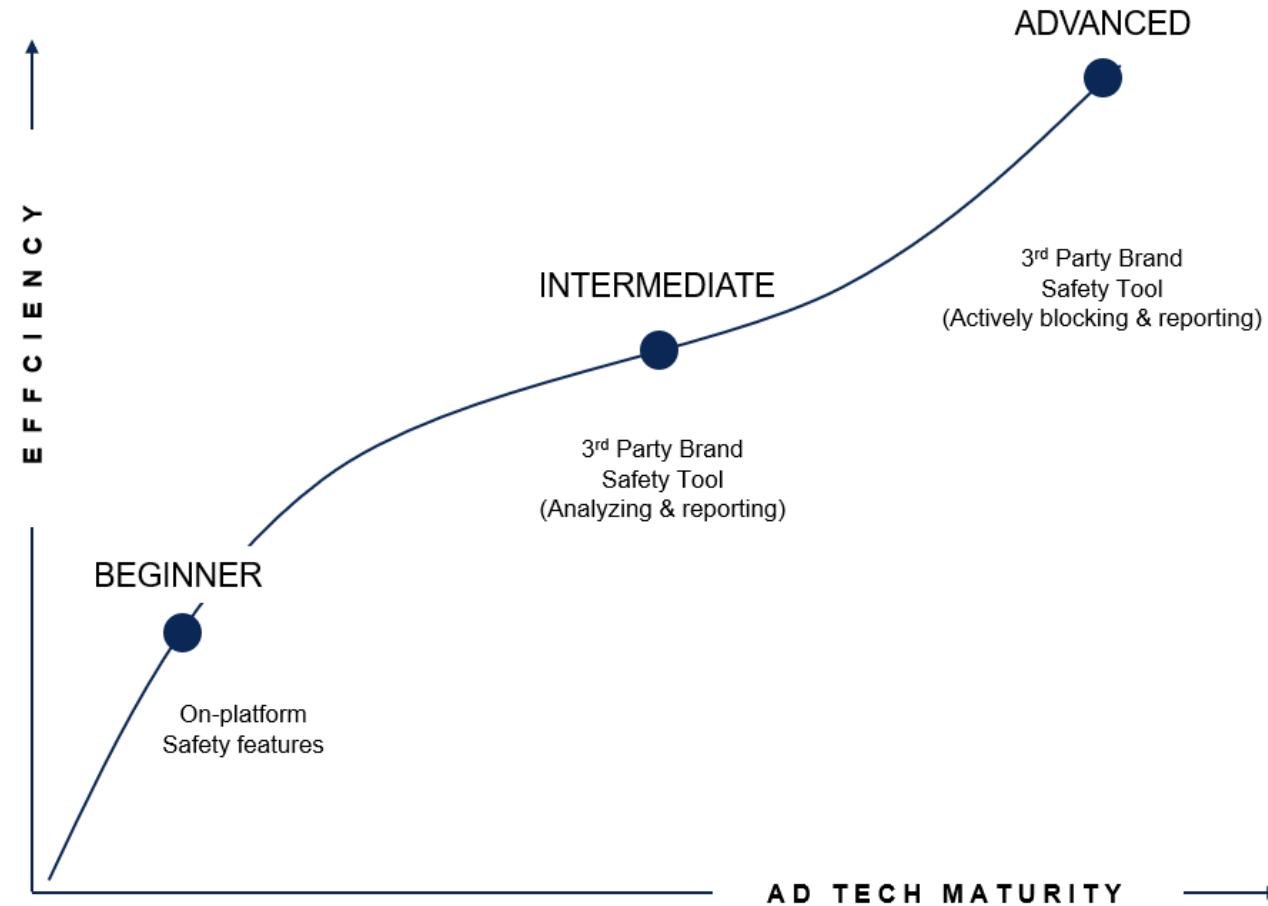 ADVANCED
3rd Party Brand
Safety Tool
(Actively blocking & reporting)
INTERMEDIATE
3rd Party Brand
Safety Tool
(Analyzing & reporting)
BEGINNER
On-platform
Safety features
EFFCIENCY
AD TECH MATURITY